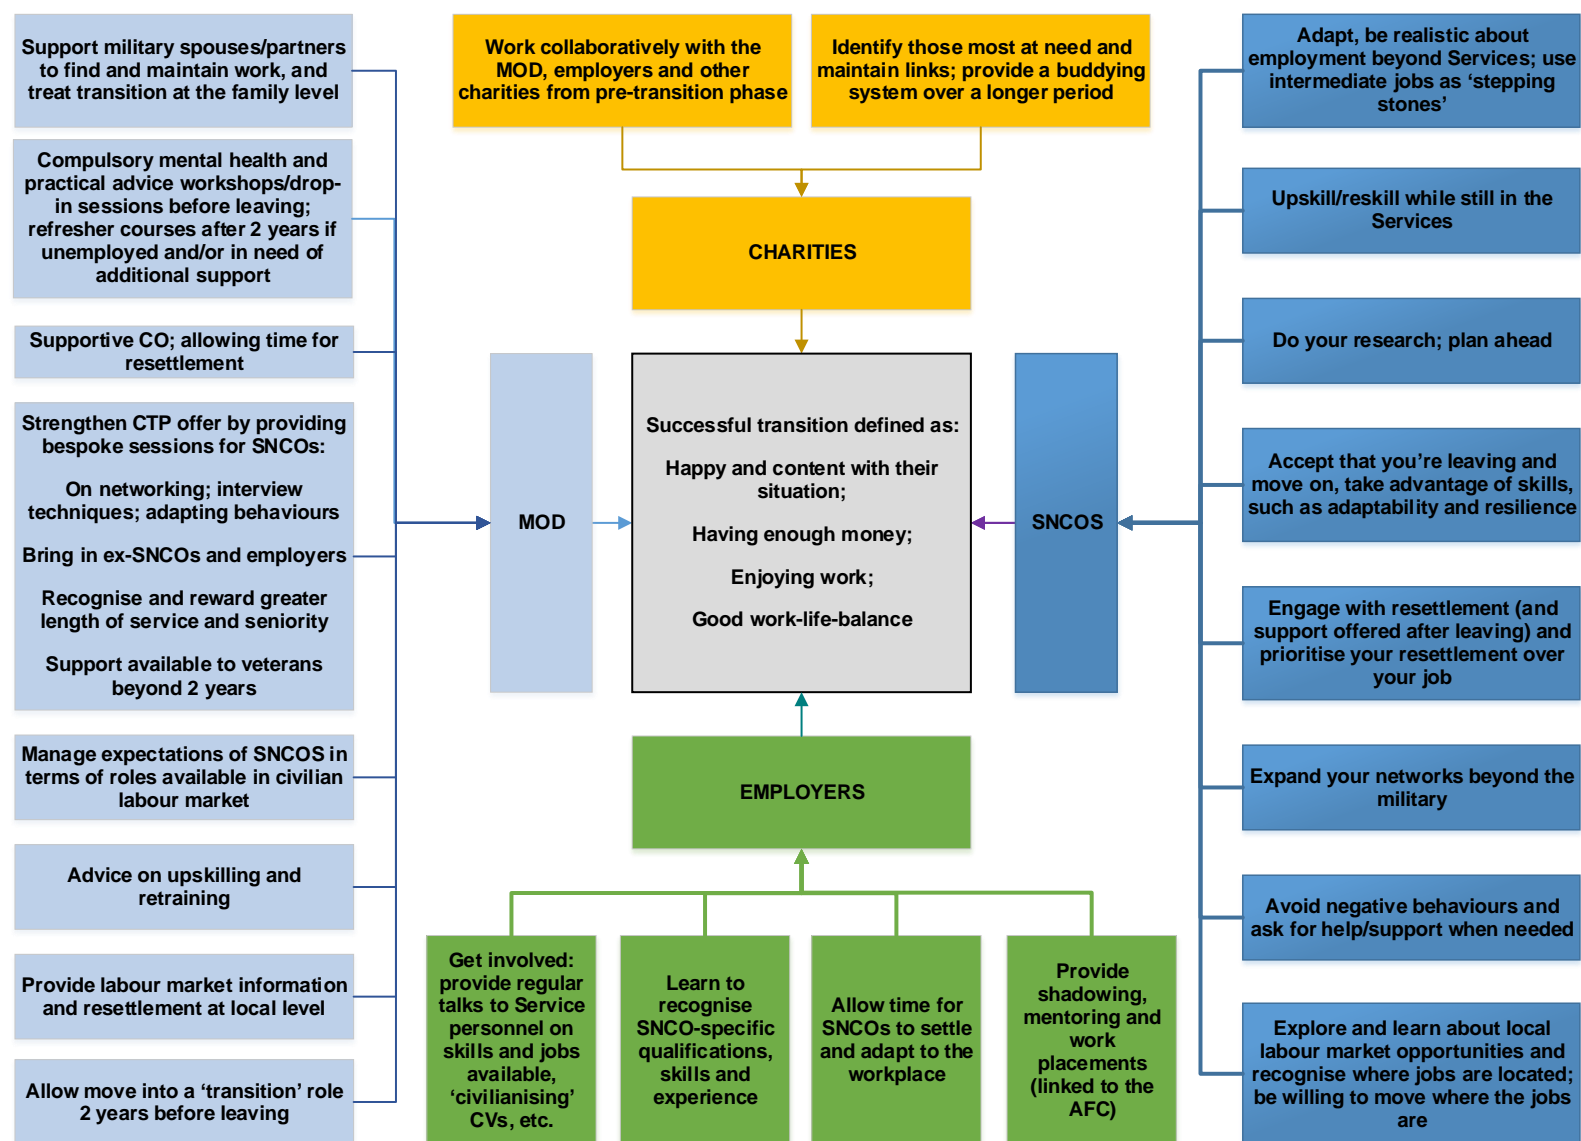 Support military spouses/partners
to find and maintain work, and
treat transition at the family level
Compulsory mental health and
practical advice workshops/drop-
in sessions before leaving;
refresher courses after 2 years if
unemployed and/or in need of
additional support
Supportive CO; allowing time for
resettlement
Strengthen CTP offer by providing
bespoke sessions for SNCOs:
On networking; interview
techniques; adapting behaviours
Bring in ex-SNCOs and employers
Recognise and reward greater
length of service and seniority
Support available to veterans
beyond 2 years
Manage expectations of SNCOS in
terms of roles available in civilian
labour market
Advice on upskilling and
retraining
Provide labour market information
and resettlement at local level
Allow move into a ‘transition’ role
2 years before leaving
MOD
Work collaboratively with the
MOD, employers and other
charities from pre-transition phase
Identify those most at need and
maintain links; provide a buddying
system over a longer period
CHARITIES
Successful transition defined as:
Happy and content with their
situation;
Having enough money;
Enjoying work;
Good work-life-balance
EMPLOYERS
Get involved:
provide regular
talks to Service
personnel on
skills and jobs
available,
‘civilianising’
CVs, etc.
Learn to
recognise
SNCO-specific
qualifications,
skills and
experience
Allow time for
SNCOs to settle
and adapt to the
workplace
Provide
shadowing,
mentoring and
work
placements
(linked to the
AFC)
SNCOS
Adapt, be realistic about
employment beyond Services; use
intermediate jobs as ‘stepping
stones’
Upskill/reskill while still in the
Services
Do your research; plan ahead
Accept that you’re leaving and
move on, take advantage of skills,
such as adaptability and resilience
Engage with resettlement (and
support offered after leaving) and
prioritise your resettlement over
your job
Expand your networks beyond the
military
Avoid negative behaviours and
ask for help/support when needed
Explore and learn about local
labour market opportunities and
recognise where jobs are located;
be willing to move where the jobs
are